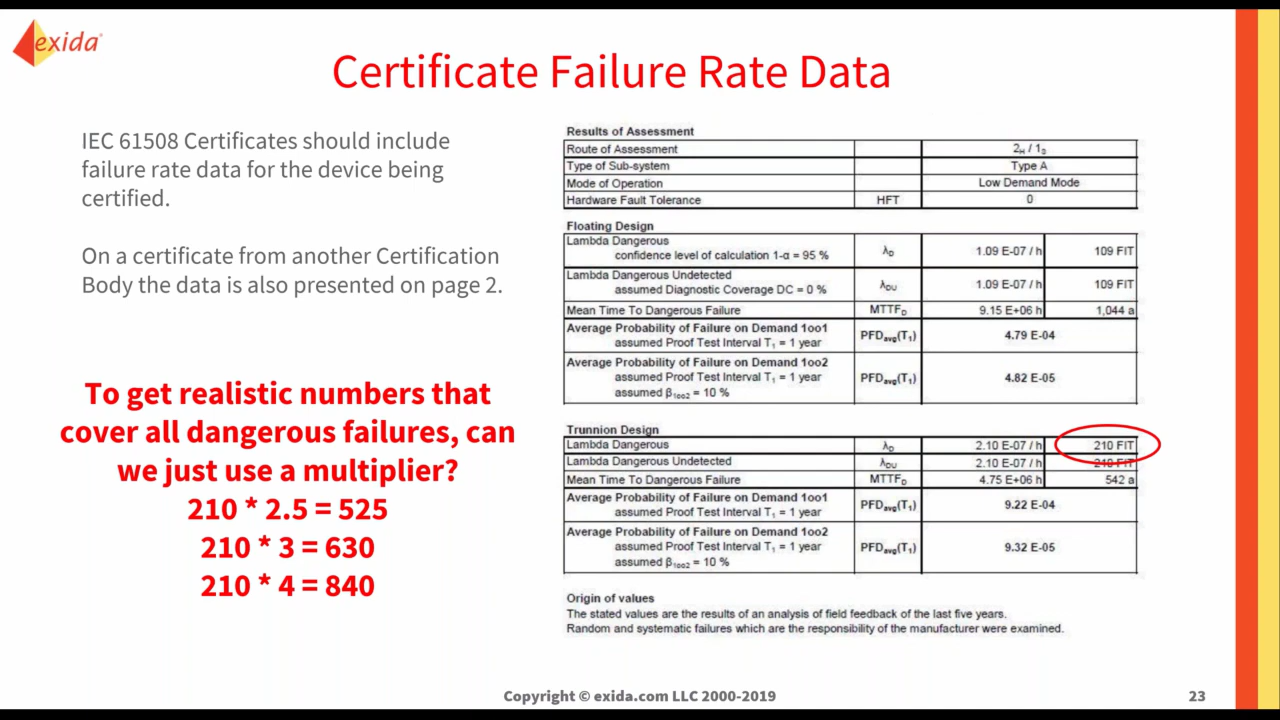 exida
Certificate Failure Rate Data
IEC 61508 Certificates should include
failure rate data for the device being
certified.
On a certificate from another Certification
Body the data is also presented on page 2.
To get realistic numbers that
cover all dangerous failures, can
we just use a multiplier?
210 * 2.5 = 525
210 * 3 = 630
210 * 4 = 840
Results of Assessment
Route of Assessment 2H / 1S
Type of Sub-system Type A
Mode of Operation Low Demand Mode
Hardware Fault Tolerance HFT 0
Floating Design
Lambda Dangerous
confidence level of calculation 1-α = 95 % λD 1.09 E-07 / h 109 FIT
Lambda Dangerous Undetected
assumed Diagnostic Coverage DC = 0 % λDU 1.09 E-07 / h 109 FIT
Mean Time To Dangerous Failure MTTFD 9.15 E+06 h 1,044 a
Average Probability of Failure on Demand 1oo1
assumed Proof Test Interval T1 = 1 year PFDavg(T1) 4.79 E-04
Average Probability of Failure on Demand 1oo2
assumed Proof Test Interval T1 = 1 year PFDavg(T1) 4.82 E-05
assumed β1oo2 = 10 %
Trunnion Design
Lambda Dangerous λD 2.10 E-07 / h 210 FIT
Lambda Dangerous Undetected λDU 2.10 E-07 / h 210 FIT
Mean Time To Dangerous Failure MTTFD 4.75 E+06 h 542 a
Average Probability of Failure on Demand 1oo1
assumed Proof Test Interval T1 = 1 year PFDavg(T1) 9.22 E-04
Average Probability of Failure on Demand 1oo2
assumed Proof Test Interval T1 = 1 year PFDavg(T1) 9.32 E-05
assumed β1oo2 = 10 %
Origin of values
The stated values are the results of an analysis of field feedback of the last five years.
Random and systematic failures which are the responsibility of the manufacturer were examined.
Copyright © exida.com LLC 2000-2019
23